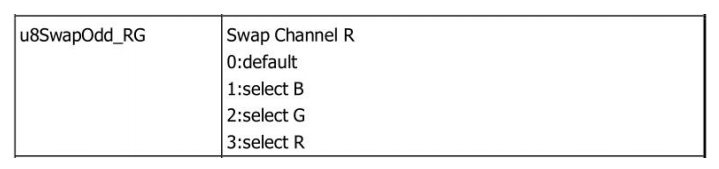 u8SwapOdd_RG
Swap Channel R
0:default
1:select B
2:select G
3:select R